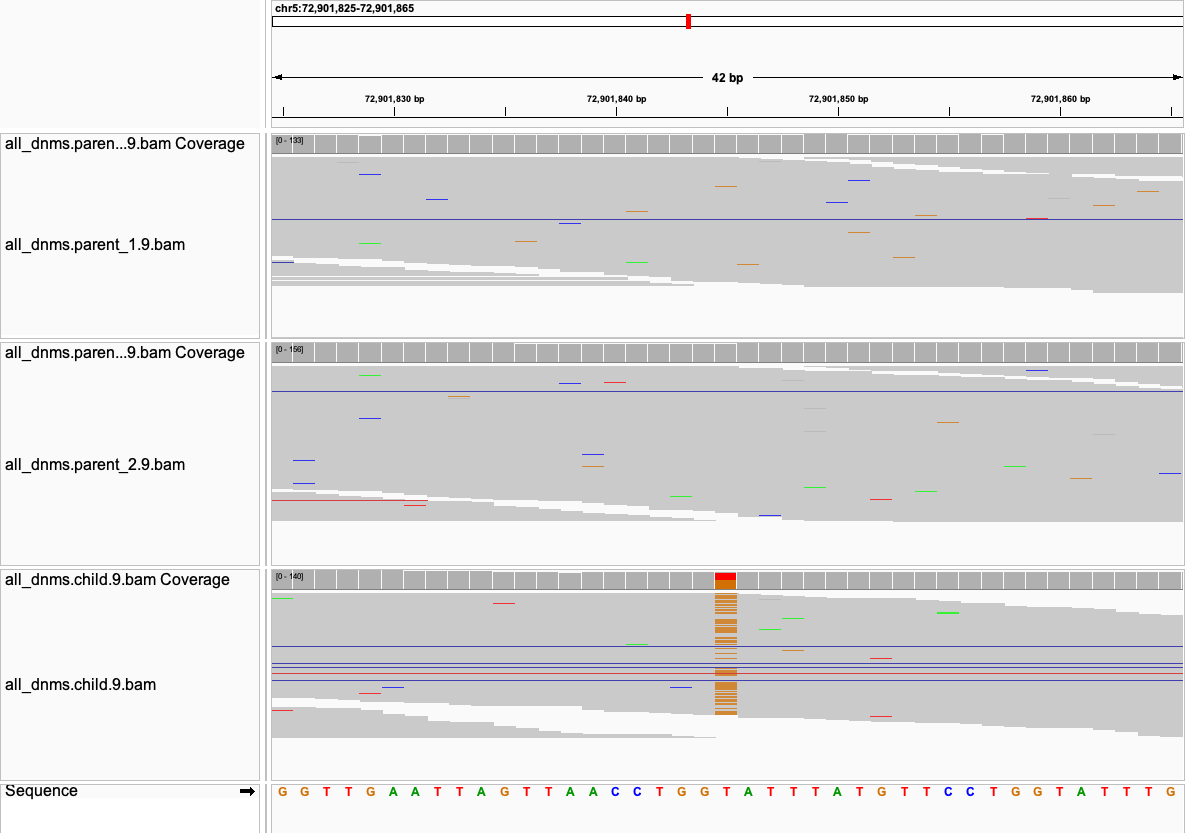 chr5:72,901,825-72,901,865
42 bp
72,901,830 bp 72,901,840 bp 72,901,850 bp 72,901,860 bp
all_dnms.paren...9.bam Coverage
[0 - 133]
all_dnms.parent_1.9.bam
all_dnms.paren...9.bam Coverage
[0 - 156]
all_dnms.parent_2.9.bam
all_dnms.child.9.bam Coverage
[0 - 140]
all_dnms.child.9.bam
Sequence
G G T T G A A T T A G T T A A C C T G G T A T T T A T G T T C C T G G T A T T T G